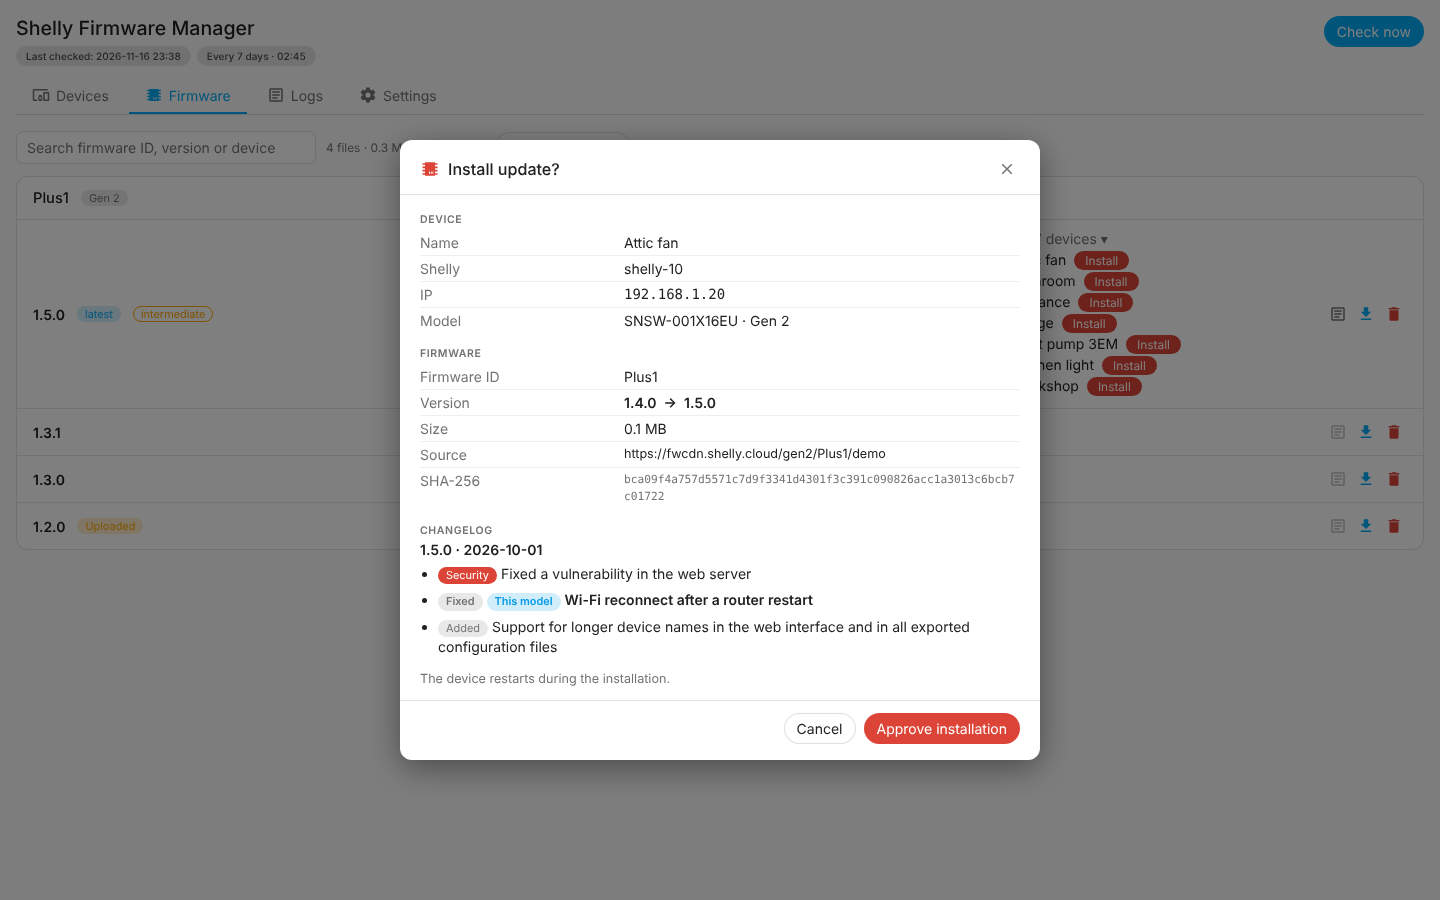 Shelly Firmware Manager
Check now
Last checked: 2026-11-16 23:38
Every 7 days · 02:45
Devices
Firmware
Logs
Settings
Search firmware ID, version or device
4 files · 0.3 M
Plus1 Gen 2
devices ▾
fan Install
room Install
ance Install
ge Install
1.5.0 latest intermediate
t pump 3EM Install
hen light Install
kshop Install
1.3.1
1.3.0
1.2.0 Uploaded
Install update?
DEVICE
Name Attic fan
Shelly shelly-10
IP 192.168.1.20
Model SNSW-001X16EU · Gen 2
FIRMWARE
Firmware ID Plus1
Version 1.4.0 → 1.5.0
Size 0.1 MB
Source https://fwcdn.shelly.cloud/gen2/Plus1/demo
SHA-256 bca09f4a757d5571c7d9f3341d4301f3c391c090826acc1a3013c6bcb7
c01722
CHANGELOG
1.5.0 · 2026-10-01
• Security Fixed a vulnerability in the web server
• Fixed This model Wi-Fi reconnect after a router restart
• Added Support for longer device names in the web interface and in all exported
configuration files
The device restarts during the installation.
Cancel
Approve installation